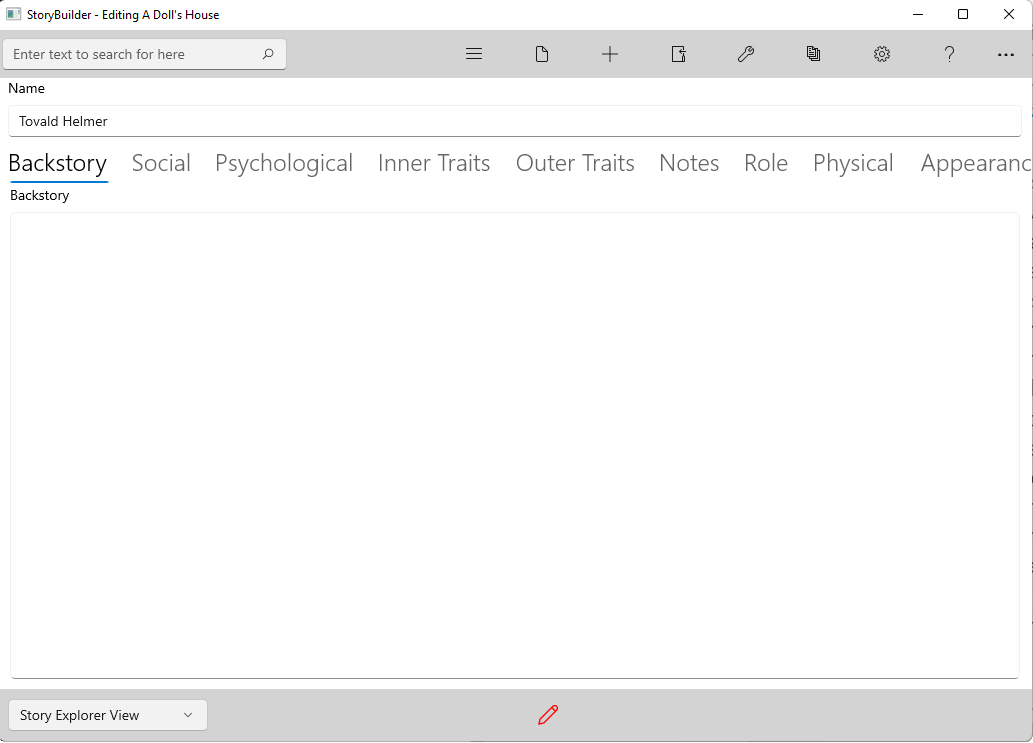 StoryBuilder - Editing A Doll's House
Enter text to search for here
Name
Tovald Helmer
Backstory Social Psychological Inner Traits Outer Traits Notes Role Physical Appearanc
Backstory
Story Explorer View